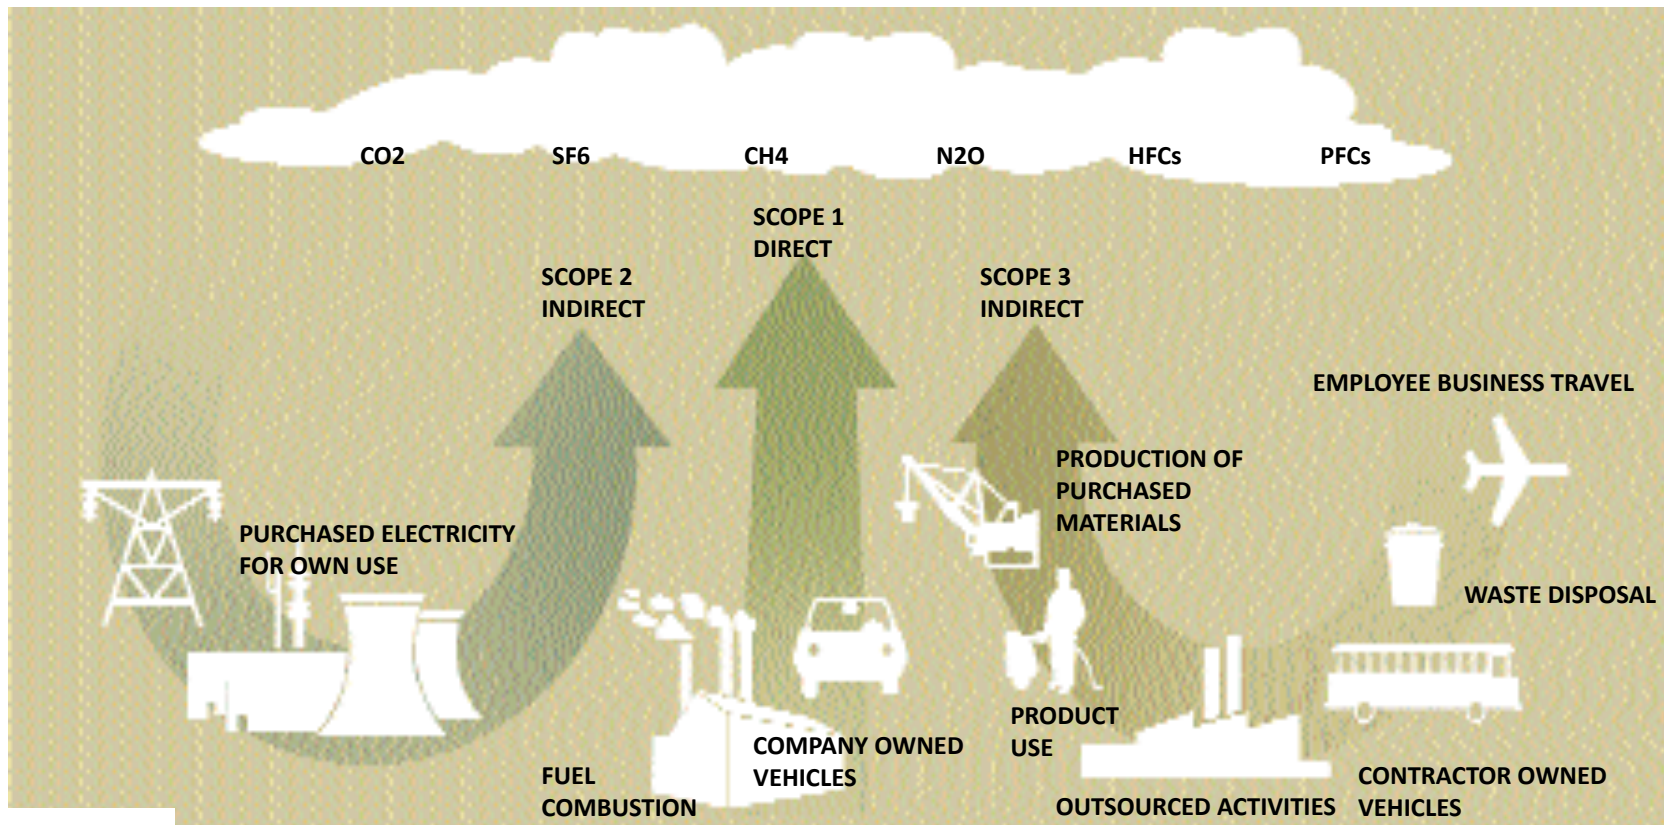 CO2 SF6 CH4 N2O HFCs PFCs
SCOPE 1
DIRECT
SCOPE 2
INDIRECT
SCOPE 3
INDIRECT
EMPLOYEE BUSINESS TRAVEL
PRODUCTION OF
PURCHASED
MATERIALS
PURCHASED ELECTRICITY
FOR OWN USE
WASTE DISPOSAL
PRODUCT
USE
COMPANY OWNED
VEHICLES
FUEL
COMBUSTION
OUTSOURCED ACTIVITIES
CONTRACTOR OWNED
VEHICLES